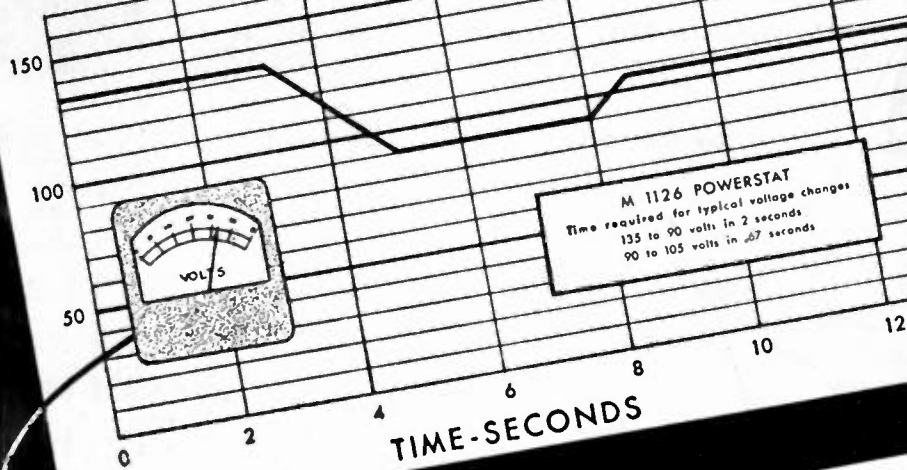 150
100
50
VOLTS
M 1126 POWERSTAT
Time required for typical voltage changes
135 to 90 volts in 2 seconds
90 to 105 volts in .67 seconds
0 2 4 6 8 10 12
TIME-SECONDS